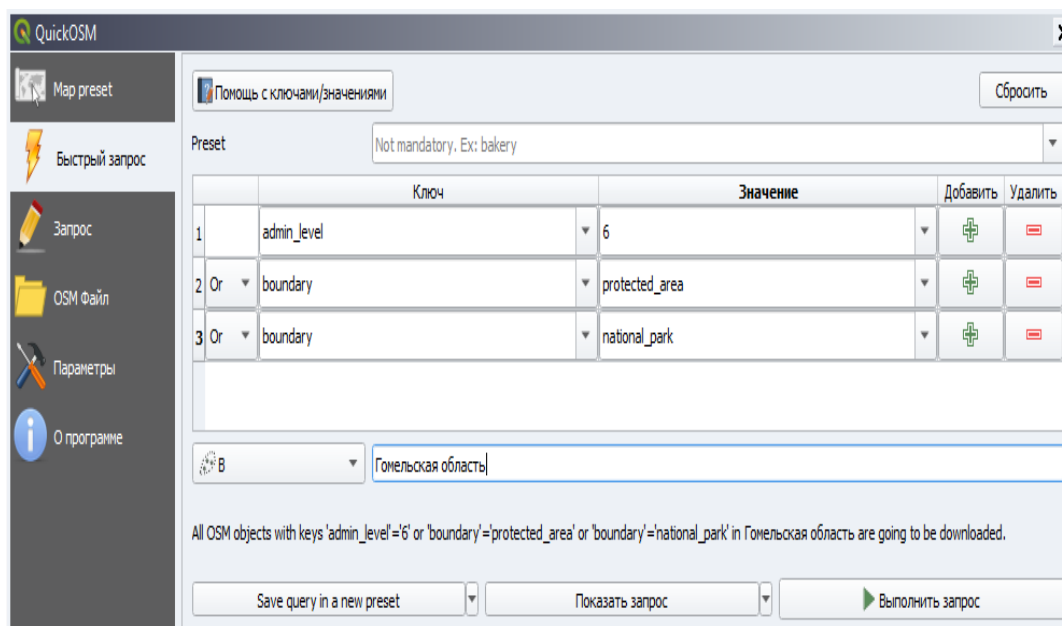 QuickOSM
Map preset
Быстрый запрос
Запрос
OSM Файл
Параметры
О программе
Помощь с ключами/значениями
Сбросить
Preset
Not mandatory. Ex: bakery
Ключ Значение Добавить Удалить
1 admin_level 6
2 Or boundary protected_area
3 Or boundary national_park
В Гомельская область
All OSM objects with keys 'admin_level'='6' or 'boundary'='protected_area' or 'boundary'='national_park' in Гомельская область are going to be downloaded.
Save query in a new preset Показать запрос Выполнить запрос